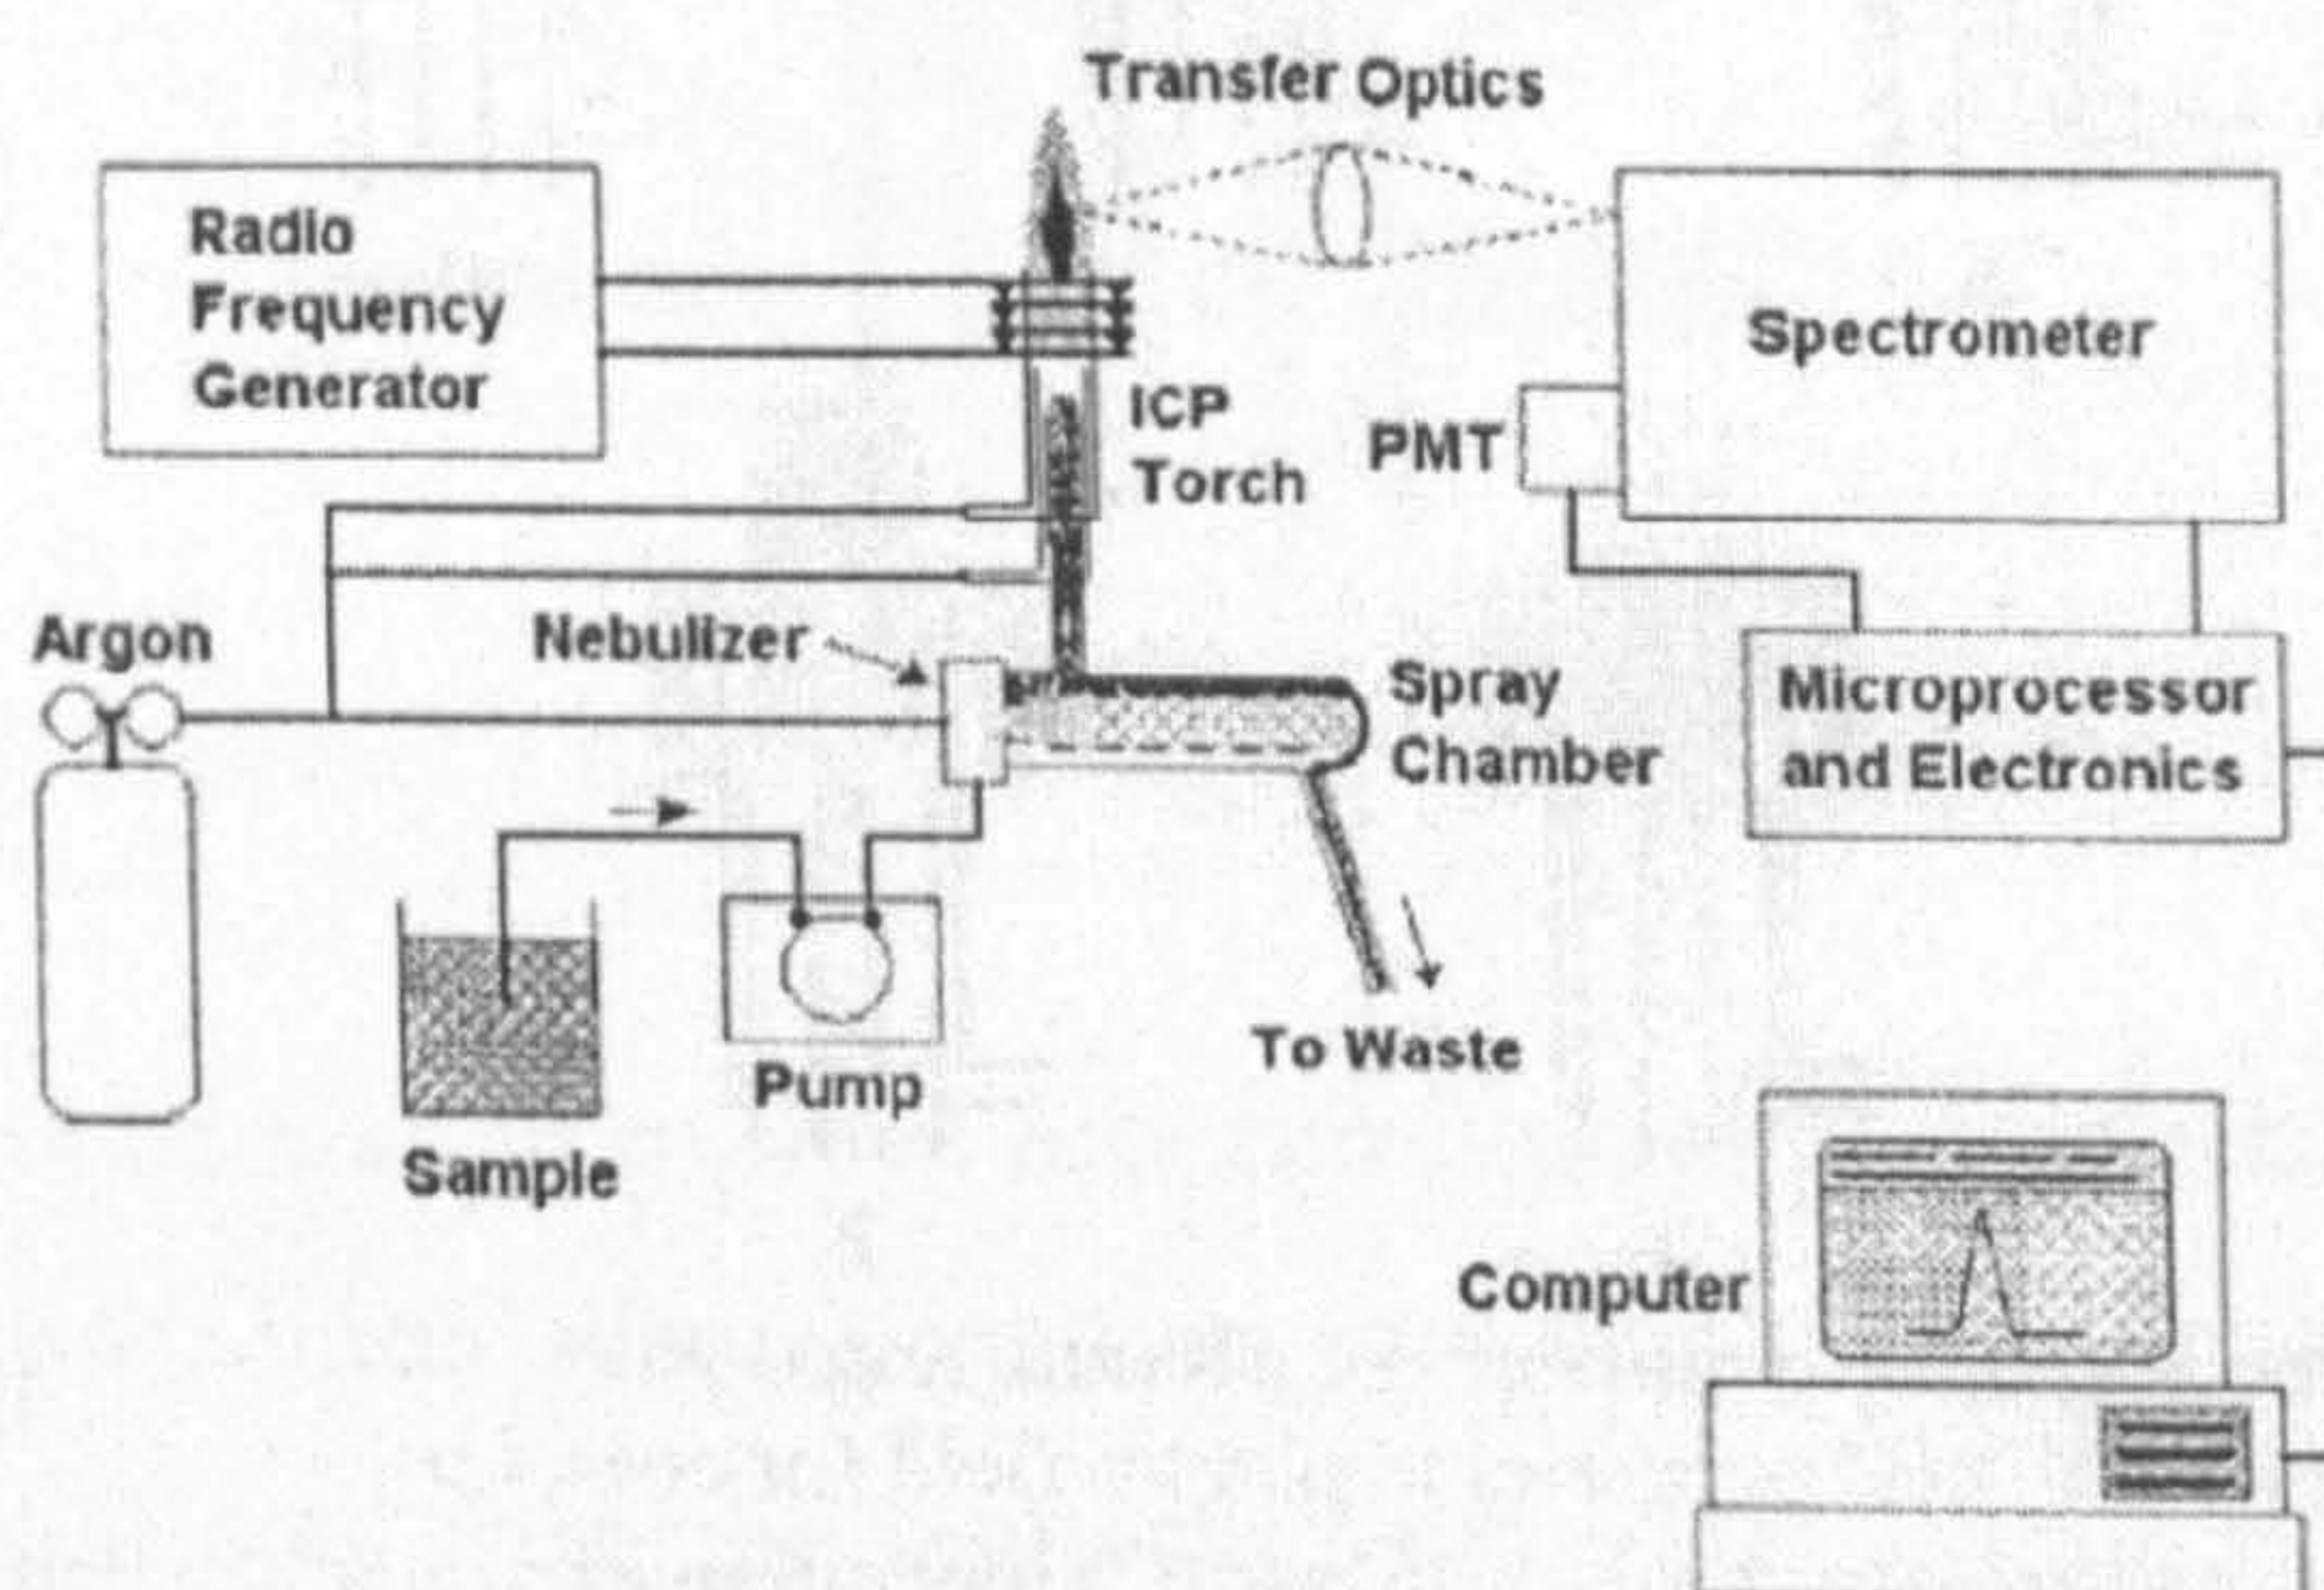 Transfer Optics
Radio
Frequency
Generator
Spectrometer
ICP
Torch
PMT
Argon
Nebulizer
Spray
Chamber
Microprocessor
and Electronics
To Waste
Pump
Sample
Computer